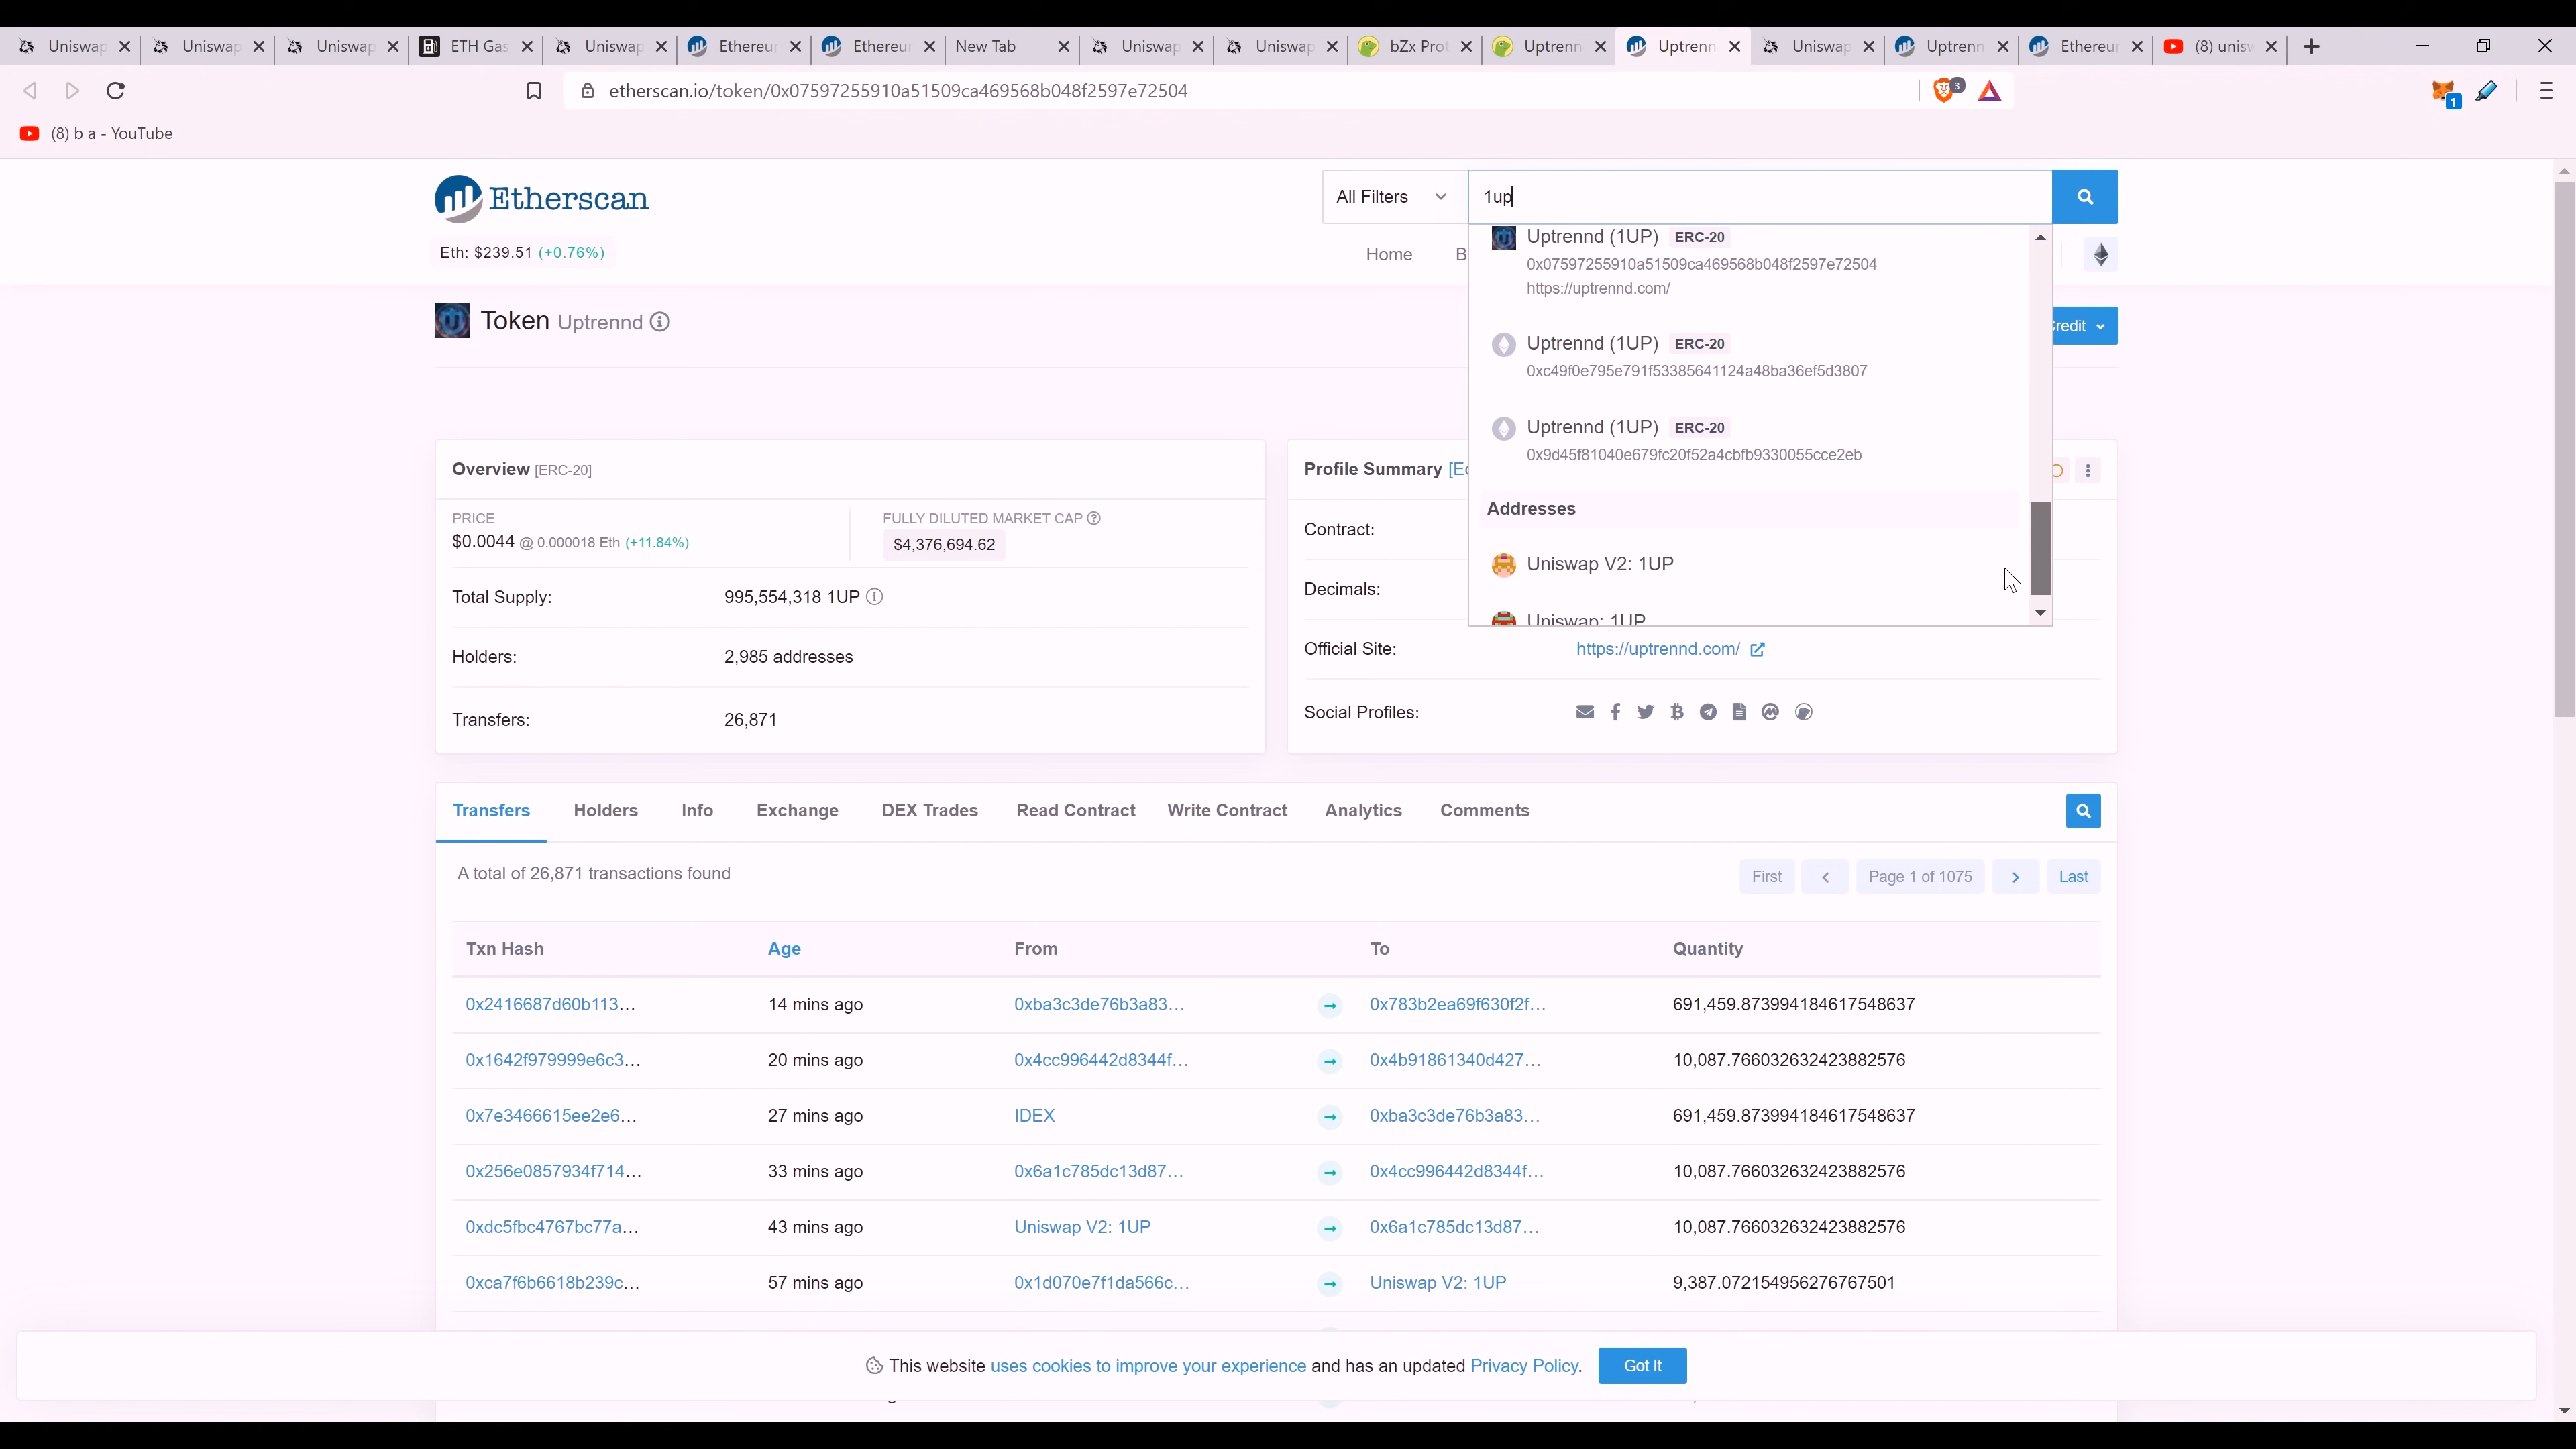 Uniswap
Uniswap
Uniswap
ETH Gas
Uniswap
Ethereum
Ethereum
New Tab
Uniswap
Uniswap
bZx Prot
Uptrenn
Uptrenn
Uniswap
Uptrenn
Ethereum
(8) unisw
etherscan.io/token/0x07597255910a51509ca469568b048f2597e72504
3
1
(8) b a - YouTube
Etherscan
All Filters
1up
Eth: $239.51 (+0.76%)
Home
B
Uptrennd (1UP) ERC-20
0x07597255910a51509ca469568b048f2597e72504
https://uptrennd.com/
Token Uptrennd
Credit
Uptrennd (1UP) ERC-20
0xc49f0e795e791f53385641124a48ba36ef5d3807
Uptrennd (1UP) ERC-20
0x9d45f81040e679fc20f52a4cbfb9330055cce2eb
Addresses
Uniswap V2: 1UP
Uniswap: 1UP
Overview [ERC-20]
PRICE
$0.0044 @ 0.000018 Eth (+11.84%)
FULLY DILUTED MARKET CAP
$4,376,694.62
Total Supply: 995,554,318 1UP
Holders: 2,985 addresses
Transfers: 26,871
Profile Summary [Ed
Contract:
Decimals:
Official Site: https://uptrennd.com/
Social Profiles:
Transfers Holders Info Exchange DEX Trades Read Contract Write Contract Analytics Comments
A total of 26,871 transactions found
First Page 1 of 1075 Last
Txn Hash Age From To Quantity
0x2416687d60b113... 14 mins ago 0xba3c3de76b3a83... 0x783b2ea69f630f2f... 691,459.873994184617548637
0x1642f979999e6c3... 20 mins ago 0x4cc996442d8344f... 0x4b91861340d427... 10,087.766032632423882576
0x7e3466615ee2e6... 27 mins ago IDEX 0xba3c3de76b3a83... 691,459.873994184617548637
0x256e0857934f714... 33 mins ago 0x6a1c785dc13d87... 0x4cc996442d8344f... 10,087.766032632423882576
0xdc5fbc4767bc77a... 43 mins ago Uniswap V2: 1UP 0x6a1c785dc13d87... 10,087.766032632423882576
0xca7f6b6618b239c... 57 mins ago 0x1d070e7f1da566c... Uniswap V2: 1UP 9,387.072154956276767501
This website uses cookies to improve your experience and has an updated Privacy Policy. Got It